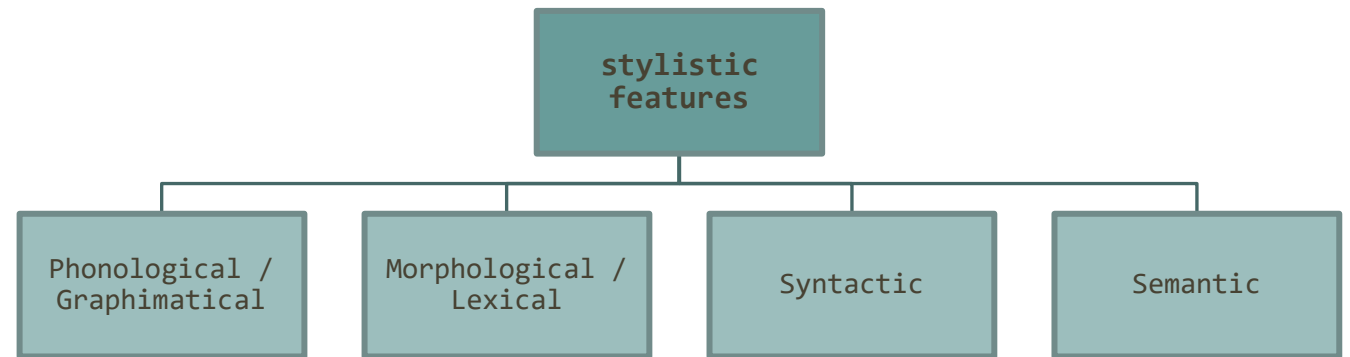 stylistic
features
Phonological /
Graphimatical
Morphological /
Lexical
Syntactic
Semantic